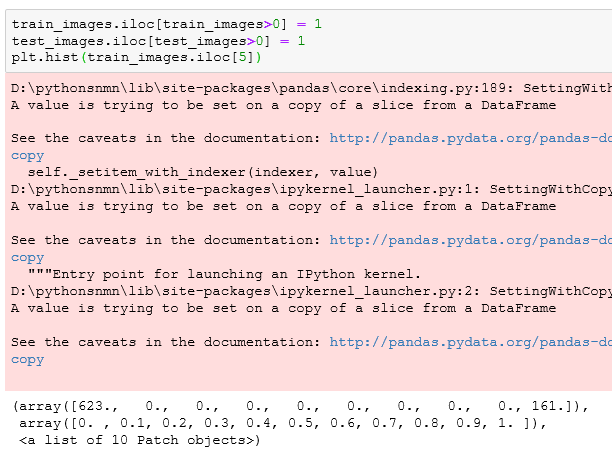 train_images.iloc[train_images>0] = 1
test_images.iloc[test_images>0] = 1
plt.hist(train_images.iloc[5])
D:\pythonsnmn\lib\site-packages\pandas\core\indexing.py:189: SettingWith
A value is trying to be set on a copy of a slice from a DataFrame
See the caveats in the documentation: http://pandas.pydata.org/pandas-do
copy
self._setitem_with_indexer(indexer, value)
D:\pythonsnmn\lib\site-packages\ipykernel_launcher.py:1: SettingWithCopy
A value is trying to be set on a copy of a slice from a DataFrame
See the caveats in the documentation: http://pandas.pydata.org/pandas-do
copy
"""Entry point for launching an IPython kernel.
D:\pythonsnmn\lib\site-packages\ipykernel_launcher.py:2: SettingWithCopy
A value is trying to be set on a copy of a slice from a DataFrame
See the caveats in the documentation: http://pandas.pydata.org/pandas-do
copy
(array([623.,   0.,   0.,   0.,   0.,   0.,   0.,   0.,   0., 161.]),
array([0. , 0.1, 0.2, 0.3, 0.4, 0.5, 0.6, 0.7, 0.8, 0.9, 1. ]),
<a list of 10 Patch objects>)